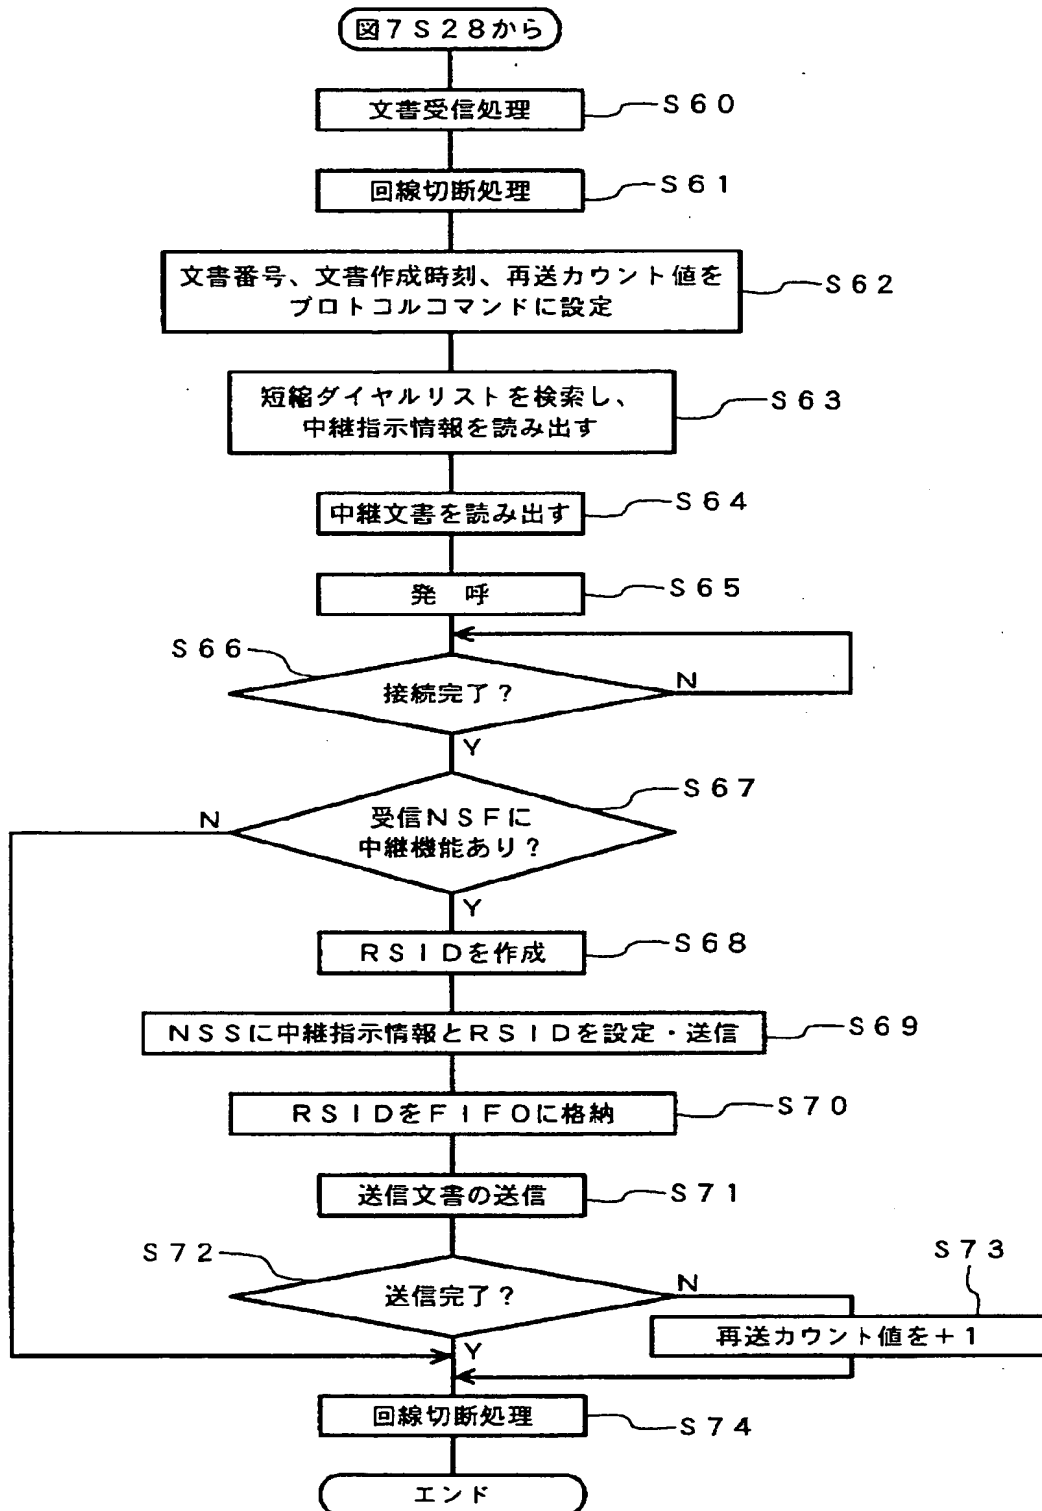 図7S28から
文書受信処理
S60
回線切断処理
S61
文書番号、文書作成時刻、再送カウント値を
プロトコルコマンドに設定
S62
短縮ダイヤルリストを検索し、
中継指示情報を読み出す
S63
中継文書を読み出す
S64
発 呼
S65
S66
接続完了?
N
Y
S67
受信NSFに
中継機能あり?
N
Y
RSIDを作成
S68
NSSに中継指示情報とRSIDを設定・送信
S69
RSIDをFIFOに格納
S70
送信文書の送信
S71
S72
送信完了?
N
S73
再送カウント値を+1
Y
回線切断処理
S74
エンド